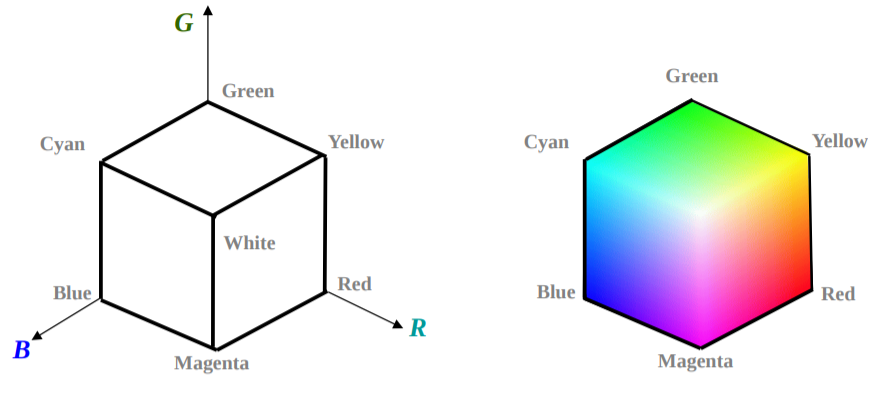 G
Green
Cyan
Yellow
White
Blue
Red
B
R
Magenta
Green
Cyan
Yellow
Blue
Red
Magenta